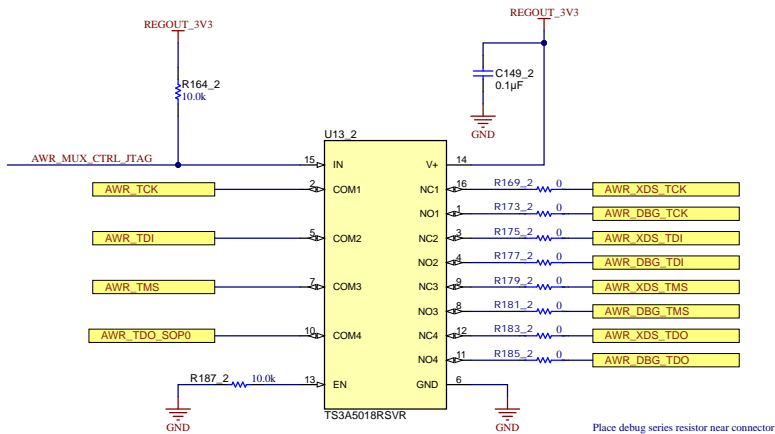 REGOUT_3V3
REGOUT_3V3
R164_2
10.0k
C149_2
0.1µF
GND
U13_2
AWR_MUX_CTRL_JTAG
15 IN
V+ 14
AWR_TCK 2 COM1
NC1 16 R169_2 0 AWR_XDS_TCK
NO1 1 R173_2 0 AWR_DBG_TCK
AWR_TDI 5 COM2
NC2 3 R175_2 0 AWR_XDS_TDI
NO2 4 R177_2 0 AWR_DBG_TDI
AWR_TMS 7 COM3
NC3 9 R179_2 0 AWR_XDS_TMS
NO3 8 R181_2 0 AWR_DBG_TMS
AWR_TDO_SOP0 10 COM4
NC4 12 R183_2 0 AWR_XDS_TDO
NO4 11 R185_2 0 AWR_DBG_TDO
R187_2 10.0k 13 EN
GND 6
GND
TS3A5018RSVR
GND
Place debug series resistor near connector